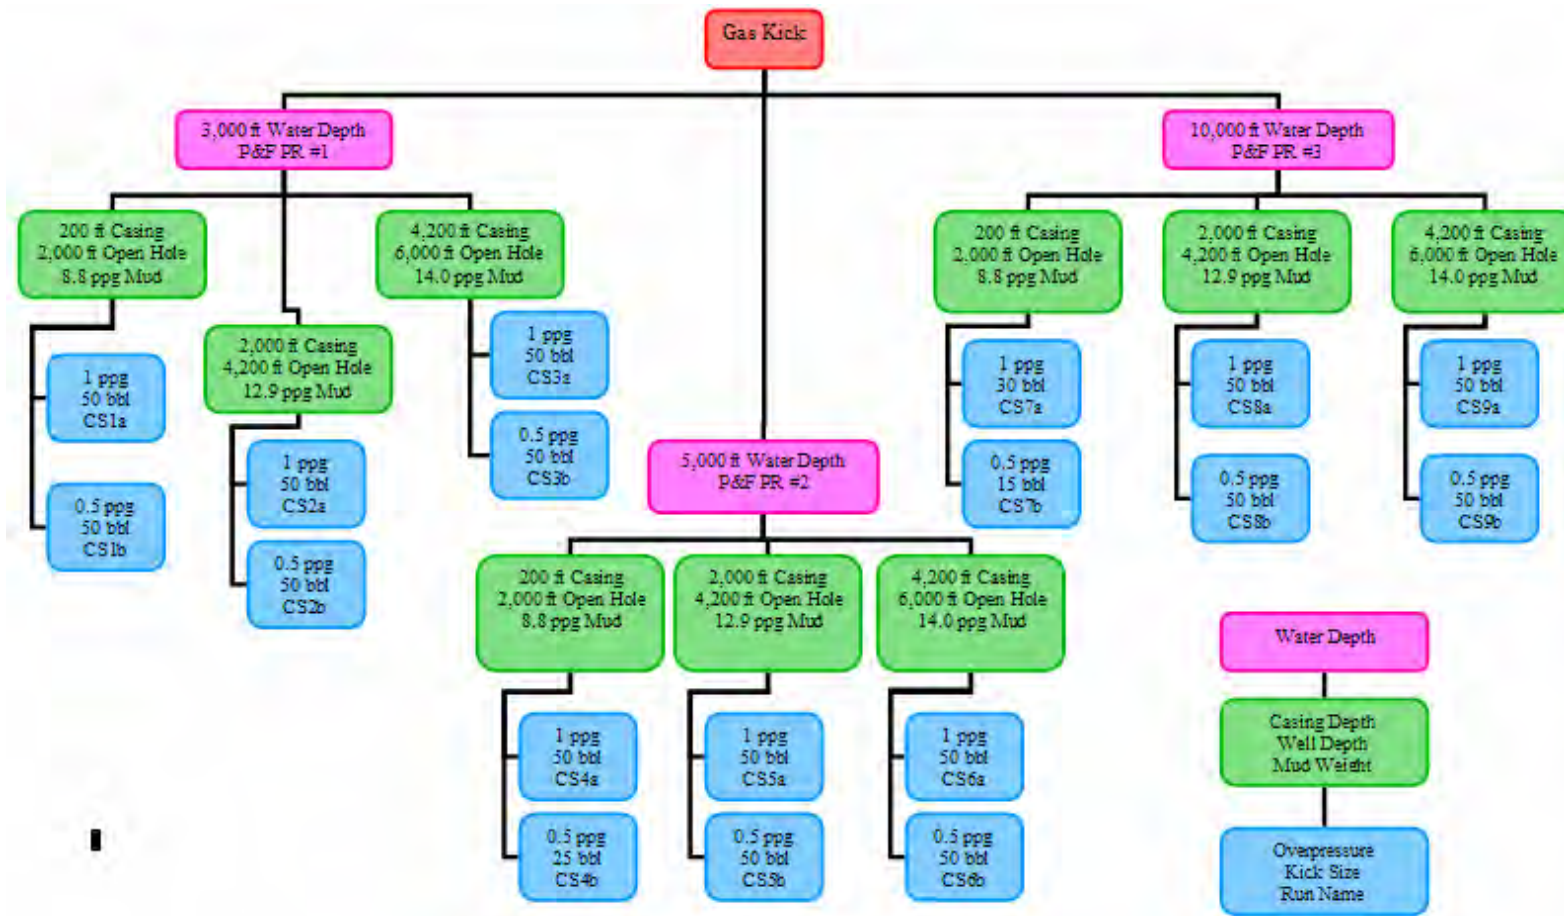 Gas Kick
3,000 ft Water Depth
P&F PR #1
200 ft Casing
2,000 ft Open Hole
8.8 ppg Mud
1 ppg
50 bbl
CS1a
0.5 ppg
50 bbl
CS1b
2,000 ft Casing
4,200 ft Open Hole
12.9 ppg Mud
1 ppg
50 bbl
CS2a
0.5 ppg
50 bbl
CS2b
4,200 ft Casing
6,000 ft Open Hole
14.0 ppg Mud
1 ppg
50 bbl
CS3a
0.5 ppg
50 bbl
CS3b
5,000 ft Water Depth
P&F PR #2
200 ft Casing
2,000 ft Open Hole
8.8 ppg Mud
1 ppg
50 bbl
CS4a
0.5 ppg
25 bbl
CS4b
2,000 ft Casing
4,200 ft Open Hole
12.9 ppg Mud
1 ppg
50 bbl
CS5a
0.5 ppg
50 bbl
CS5b
4,200 ft Casing
6,000 ft Open Hole
14.0 ppg Mud
1 ppg
50 bbl
CS6a
0.5 ppg
50 bbl
CS6b
10,000 ft Water Depth
P&F PR #3
200 ft Casing
2,000 ft Open Hole
8.8 ppg Mud
1 ppg
30 bbl
CS7a
0.5 ppg
15 bbl
CS7b
2,000 ft Casing
4,200 ft Open Hole
12.9 ppg Mud
1 ppg
50 bbl
CS8a
0.5 ppg
50 bbl
CS8b
4,200 ft Casing
6,000 ft Open Hole
14.0 ppg Mud
1 ppg
50 bbl
CS9a
0.5 ppg
50 bbl
CS9b
Water Depth
Casing Depth
Well Depth
Mud Weight
Overpressure
Kick Size
Run Name